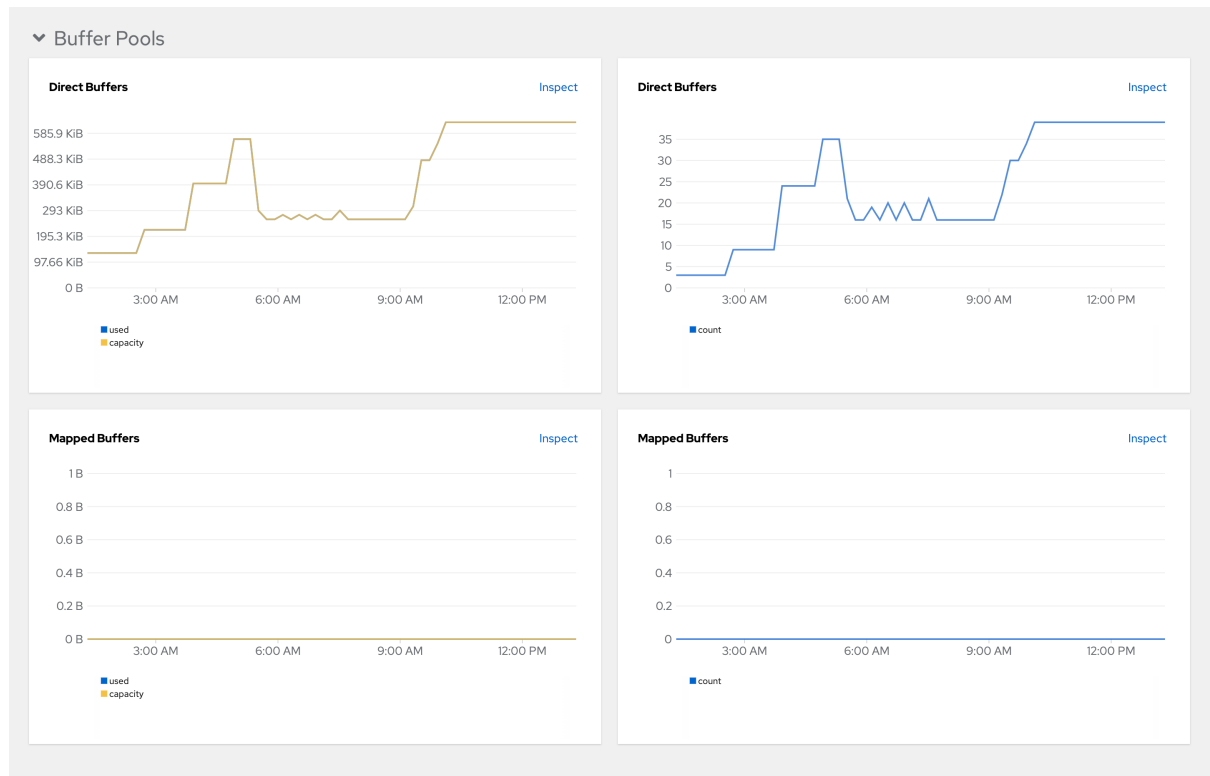 Buffer Pools
Direct Buffers
Inspect
585.9 KiB
488.3 KiB
390.6 KiB
293 KiB
195.3 KiB
97.66 KiB
0 B
3:00 AM 6:00 AM 9:00 AM 12:00 PM
used
capacity
Direct Buffers
Inspect
35
30
25
20
15
10
5
0
3:00 AM 6:00 AM 9:00 AM 12:00 PM
count
Mapped Buffers
Inspect
1 B
0.8 B
0.6 B
0.4 B
0.2 B
0 B
3:00 AM 6:00 AM 9:00 AM 12:00 PM
used
capacity
Mapped Buffers
Inspect
1
0.8
0.6
0.4
0.2
0
3:00 AM 6:00 AM 9:00 AM 12:00 PM
count